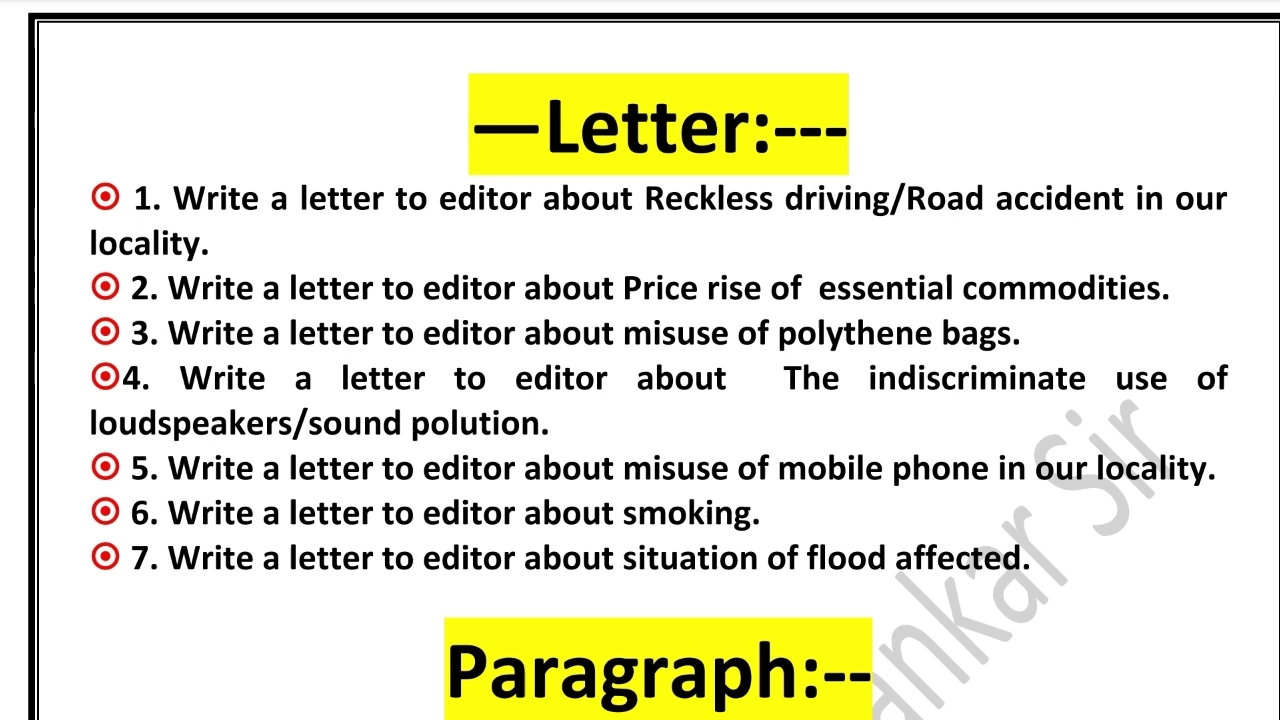 —Letter:---
1. Write a letter to editor about Reckless driving/Road accident in our
locality.
2. Write a letter to editor about Price rise of  essential commodities.
3. Write a letter to editor about misuse of polythene bags.
4. Write a letter to editor about  The indiscriminate use of
loudspeakers/sound polution.
5. Write a letter to editor about misuse of mobile phone in our locality.
6. Write a letter to editor about smoking.
7. Write a letter to editor about situation of flood affected.
Paragraph:--
Sir